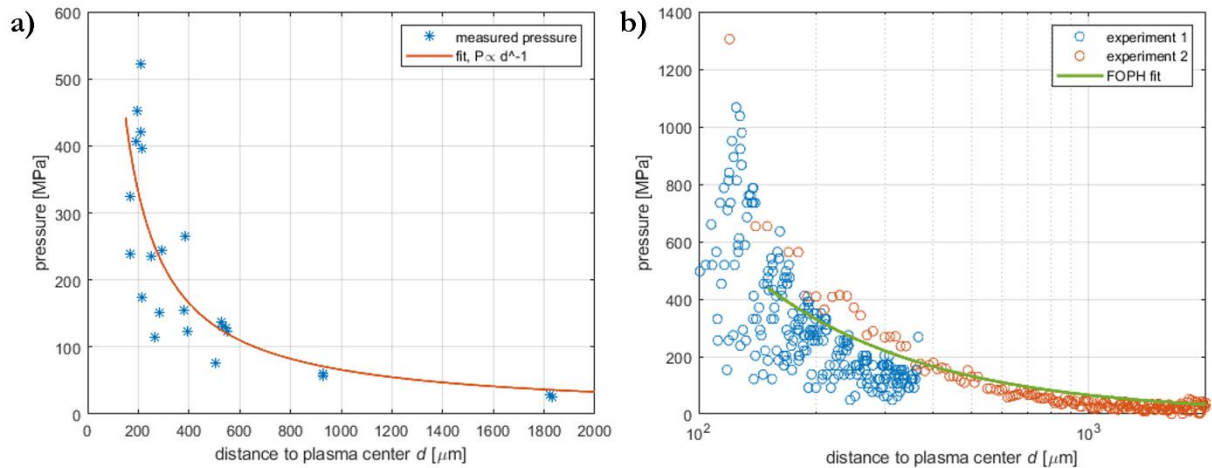 a)
600
500
400
300
200
100
0
pressure [MPa]
measured pressure
fit, P∝ d^-1
0 200 400 600 800 1000 1200 1400 1600 1800 2000
distance to plasma center d [μm]
b)
1400
1200
1000
800
600
400
200
0
pressure [MPa]
experiment 1
experiment 2
FOPH fit
10² 10³
distance to plasma center d [μm]